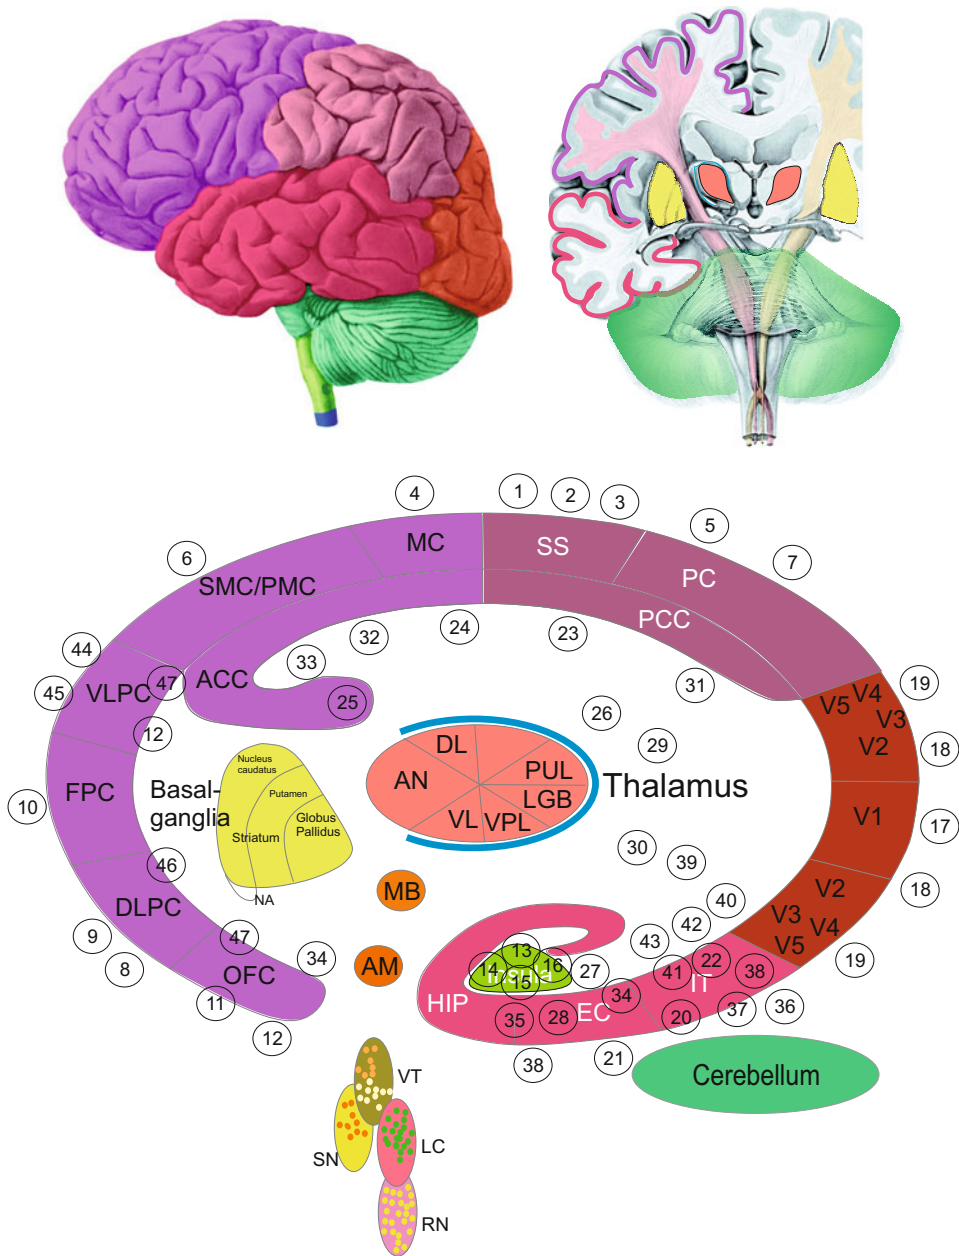 4
1
2
3
5
6
7
MC
SS
PC
SMC/PMC
PCC
44
32
24
23
33
31
45
VLPC
47
ACC
25
19
V5
V4
V3
V2
18
12
26
29
DL
AN
PUL
LGB
VL
VPL
Thalamus
10
FPC
Basal-
ganglia
Nucleus
caudatus
Putamen
Globus
Pallidus
Striatum
NA
V1
17
30
39
46
MB
DLPC
V2
18
40
V3
V4
V5
42
43
9
8
47
34
OFC
AM
13
14
16
Insula
15
27
41
22
IT
38
19
11
12
HIP
35
28
EC
34
20
37
36
38
21
Cerebellum
VT
SN
LC
RN